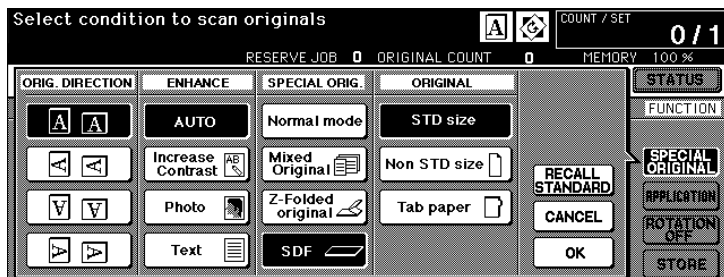 Select condition to scan originals
A
COUNT / SET
0/1
RESERVE JOB 0 ORIGINAL COUNT 0 MEMORY 100 %
ORIG. DIRECTION ENHANCE SPECIAL ORIG. ORIGINAL STATUS
FUNCTION
A A AUTO Normal mode STD size
A A Increase Contrast AB Mixed Original Non STD size
RECALL STANDARD
SPECIAL ORIGINAL
A A Photo Z-Folded original Tab paper
CANCEL
APPLICATION
ROTATION OFF
A A Text SDF OK
STORE